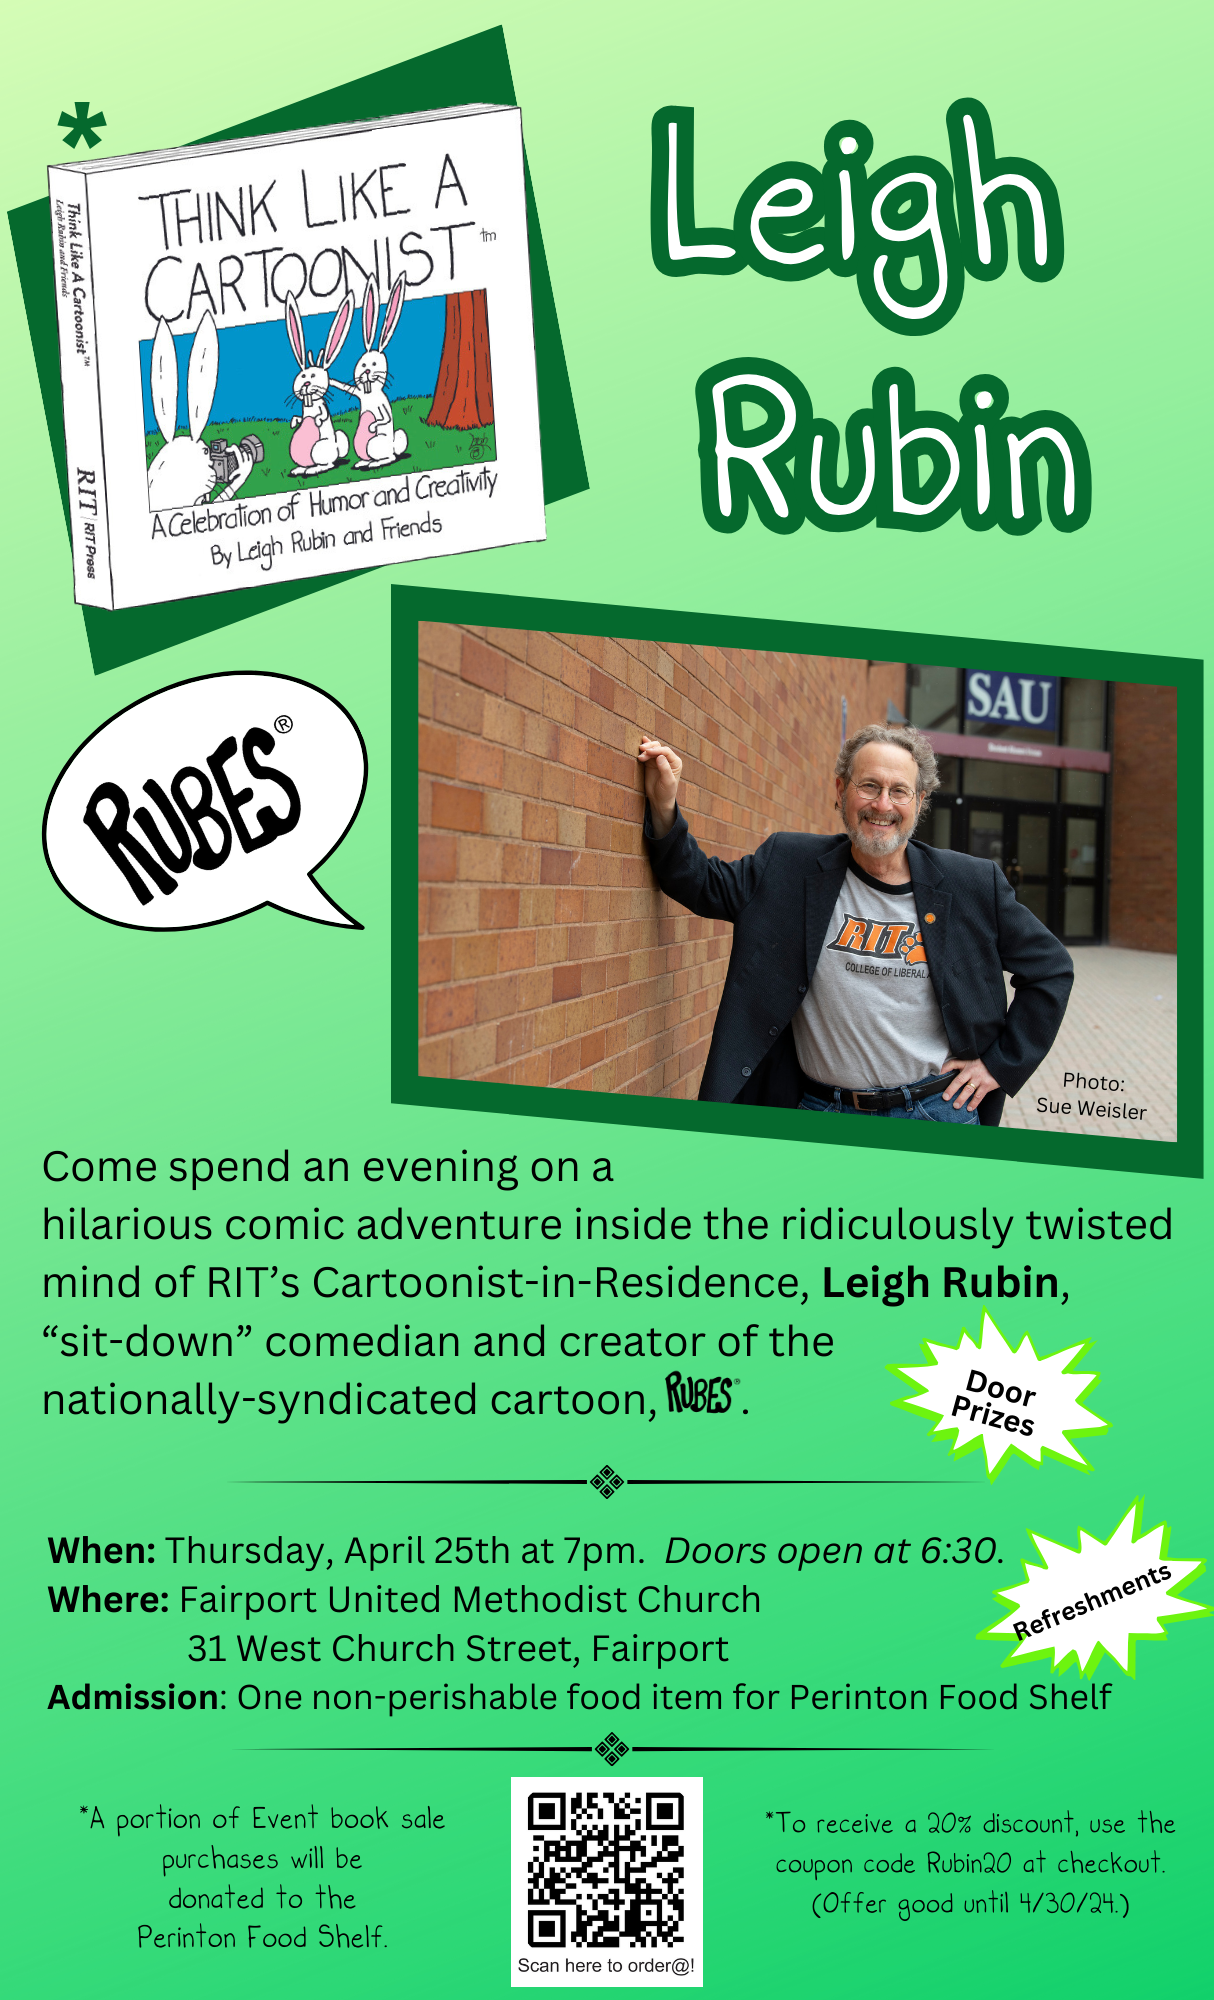 *
Leigh
Rubin
THINK LIKE A
CARTOONIST™
A Celebration of Humor and Creativity
By Leigh Rubin and Friends
Think Like A Cartoonist™
Leigh Rubin and Friends
RIT | RIT Press
RUBES®
SAU
RIT
COLLEGE OF LIBERAL
Photo:
Sue Weisler
Come spend an evening on a
hilarious comic adventure inside the ridiculously twisted
mind of RIT’s Cartoonist-in-Residence, Leigh Rubin,
“sit-down” comedian and creator of the
nationally-syndicated cartoon, RUBES®.
Door
Prizes
When: Thursday, April 25th at 7pm. Doors open at 6:30.
Where: Fairport United Methodist Church
31 West Church Street, Fairport
Refreshments
Admission: One non-perishable food item for Perinton Food Shelf
*A portion of Event book sale
purchases will be
donated to the
Perinton Food Shelf.
Scan here to order@!
*To receive a 20% discount, use the
coupon code Rubin20 at checkout.
(Offer good until 4/30/24.)